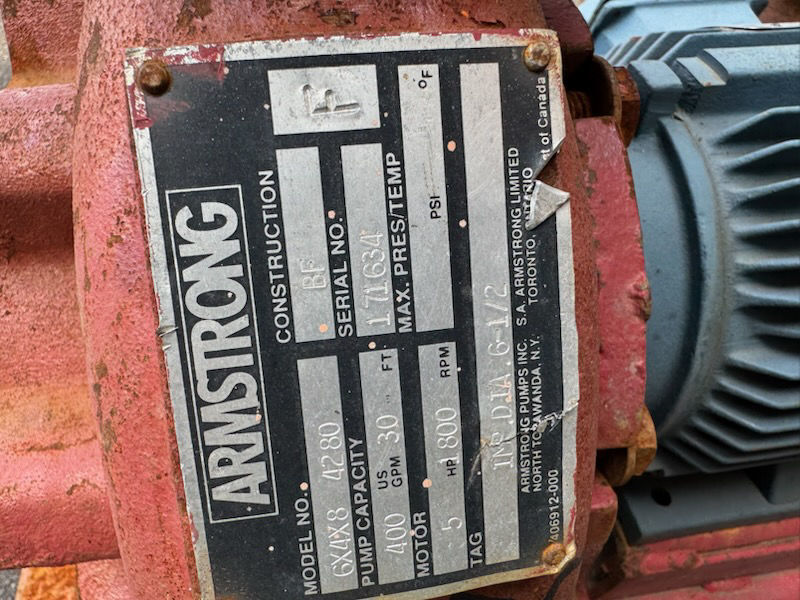 ARMSTRONG
MODEL NO. CONSTRUCTION
6X4X8 4280 BF F
PUMP CAPACITY SERIAL NO.
400 US GPM 30 FT 171634
MOTOR MAX. PRES/TEMP
5 HP 1800 RPM PSI °F
TAG
IMP DIA. 6-1/2
ARMSTRONG PUMPS INC. S.A. ARMSTRONG LIMITED
NORTH TONAWANDA, N.Y. TORONTO, ONTARIO
406912-000 of Canada